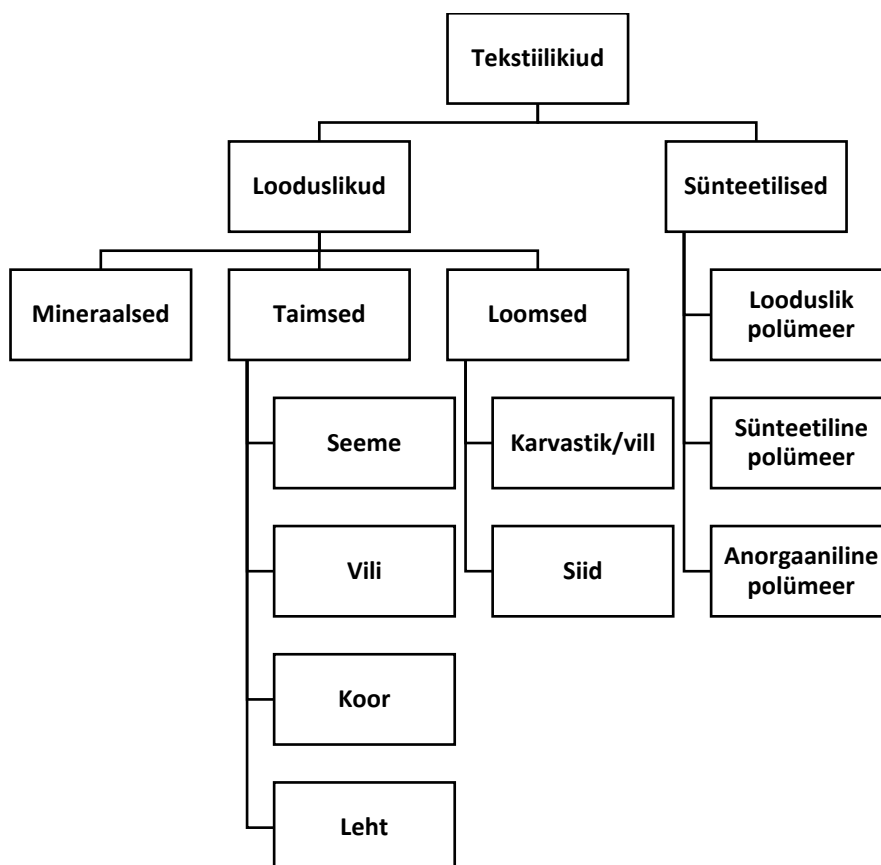 Tekstiilikiud
Looduslikud
Sünteetilised
Mineraalsed
Taimsed
Loomsed
Looduslik
polümeer
Seeme
Karvastik/vill
Sünteetiline
polümeer
Vili
Siid
Anorgaaniline
polümeer
Koor
Leht